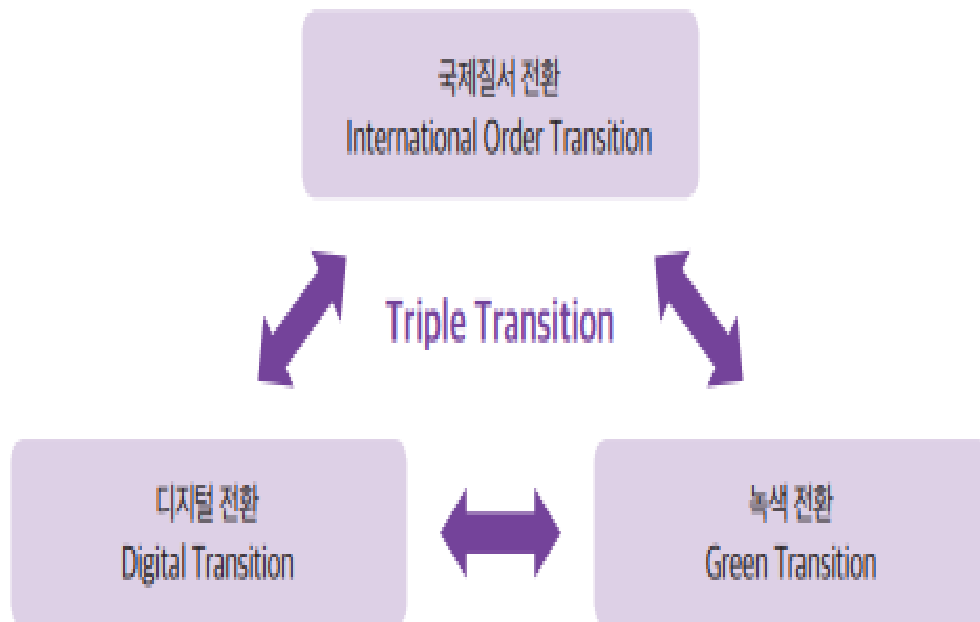 국제질서 전환
International Order Transition
Triple Transition
디지털 전환
Digital Transition
녹색 전환
Green Transition